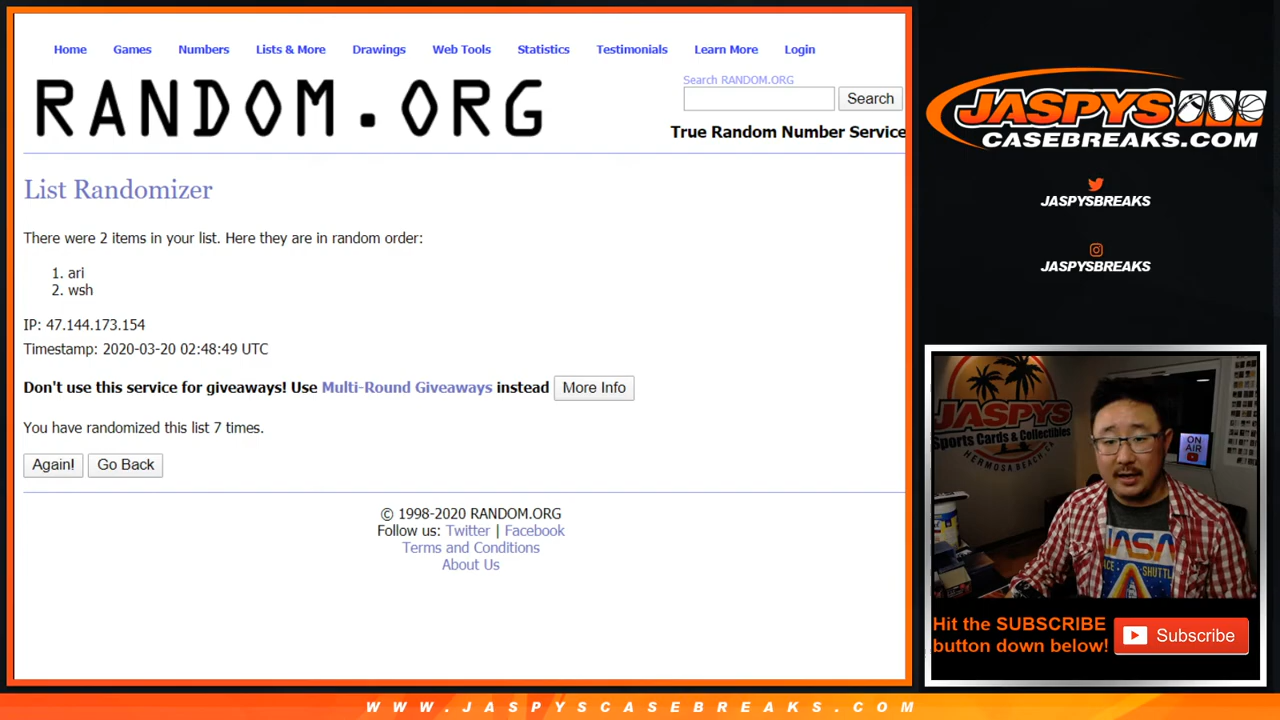 Home Games Numbers Lists & More Drawings Web Tools Statistics Testimonials Learn More Login
RANDOM.ORG
Search RANDOM.ORG
Search
True Random Number Service
List Randomizer
There were 2 items in your list. Here they are in random order:
1. ari
2. wsh
IP: 47.144.173.154
Timestamp: 2020-03-20 02:48:49 UTC
Don't use this service for giveaways! Use Multi-Round Giveaways instead More Info
You have randomized this list 7 times.
Again! Go Back
© 1998-2020 RANDOM.ORG
Follow us: Twitter | Facebook
Terms and Conditions
About Us
JASPYS
CASEBREAKS.COM
JASPYSBREAKS
JASPYSBREAKS
JASPYS
Sports Cards & Collectibles
HERMOSA BEACH, CA
ON
AIR
NASA
SHUTTL
Hit the SUBSCRIBE
button down below!
Subscribe
WWW.JASPYSCASEBREAKS.COM